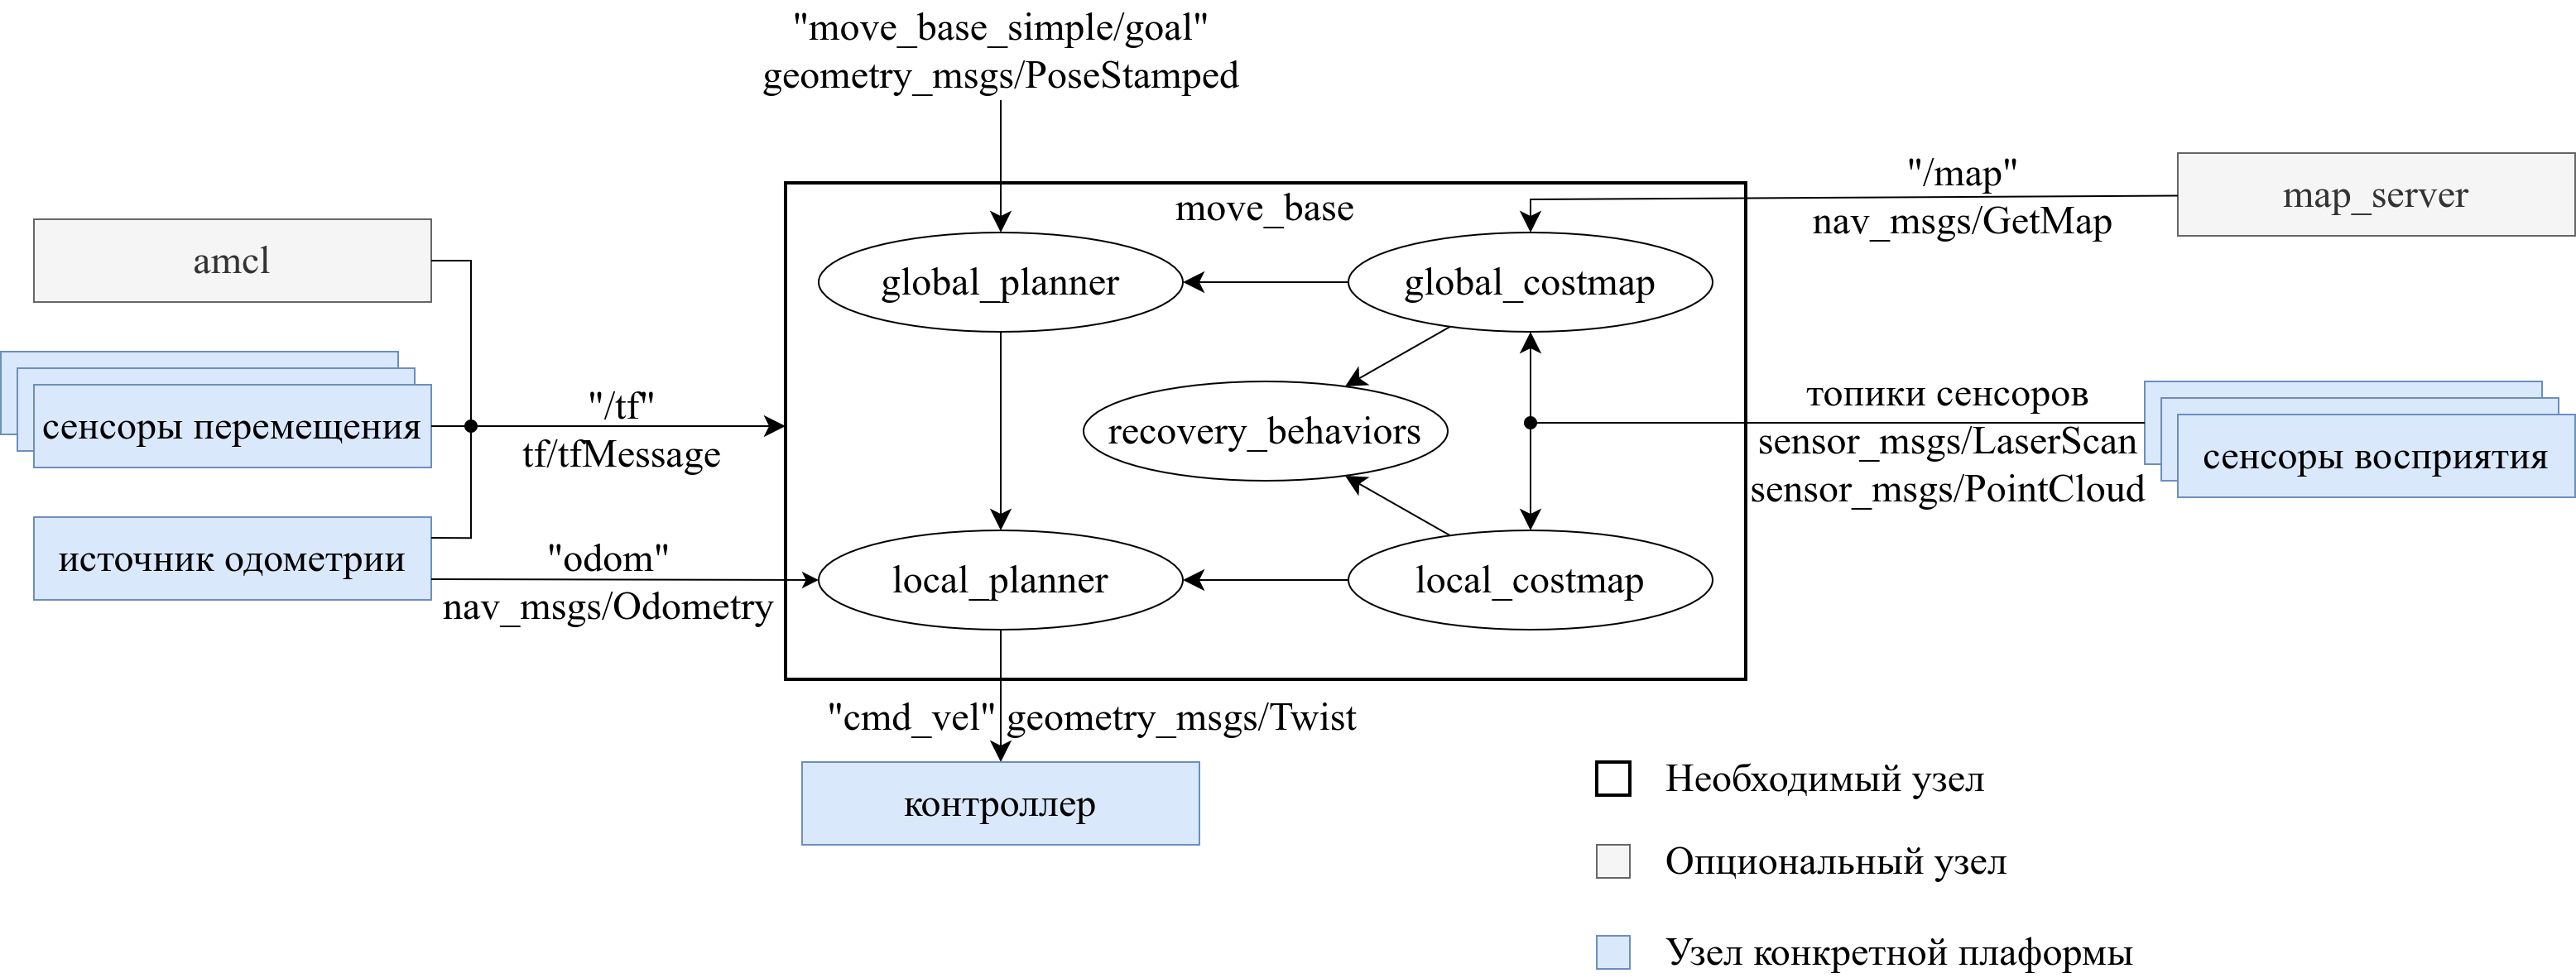 "move_base_simple/goal"
geometry_msgs/PoseStamped
"/map"
nav_msgs/GetMap
map_server
move_base
amcl
global_planner
global_costmap
сенсоры перемещения
"/tf"
tf/tfMessage
recovery_behaviors
топики сенсоров
sensor_msgs/LaserScan
sensor_msgs/PointCloud
сенсоры восприятия
источник одометрии
"odom"
nav_msgs/Odometry
local_planner
local_costmap
"cmd_vel" geometry_msgs/Twist
контроллер
Необходимый узел
Опциональный узел
Узел конкретной плаформы